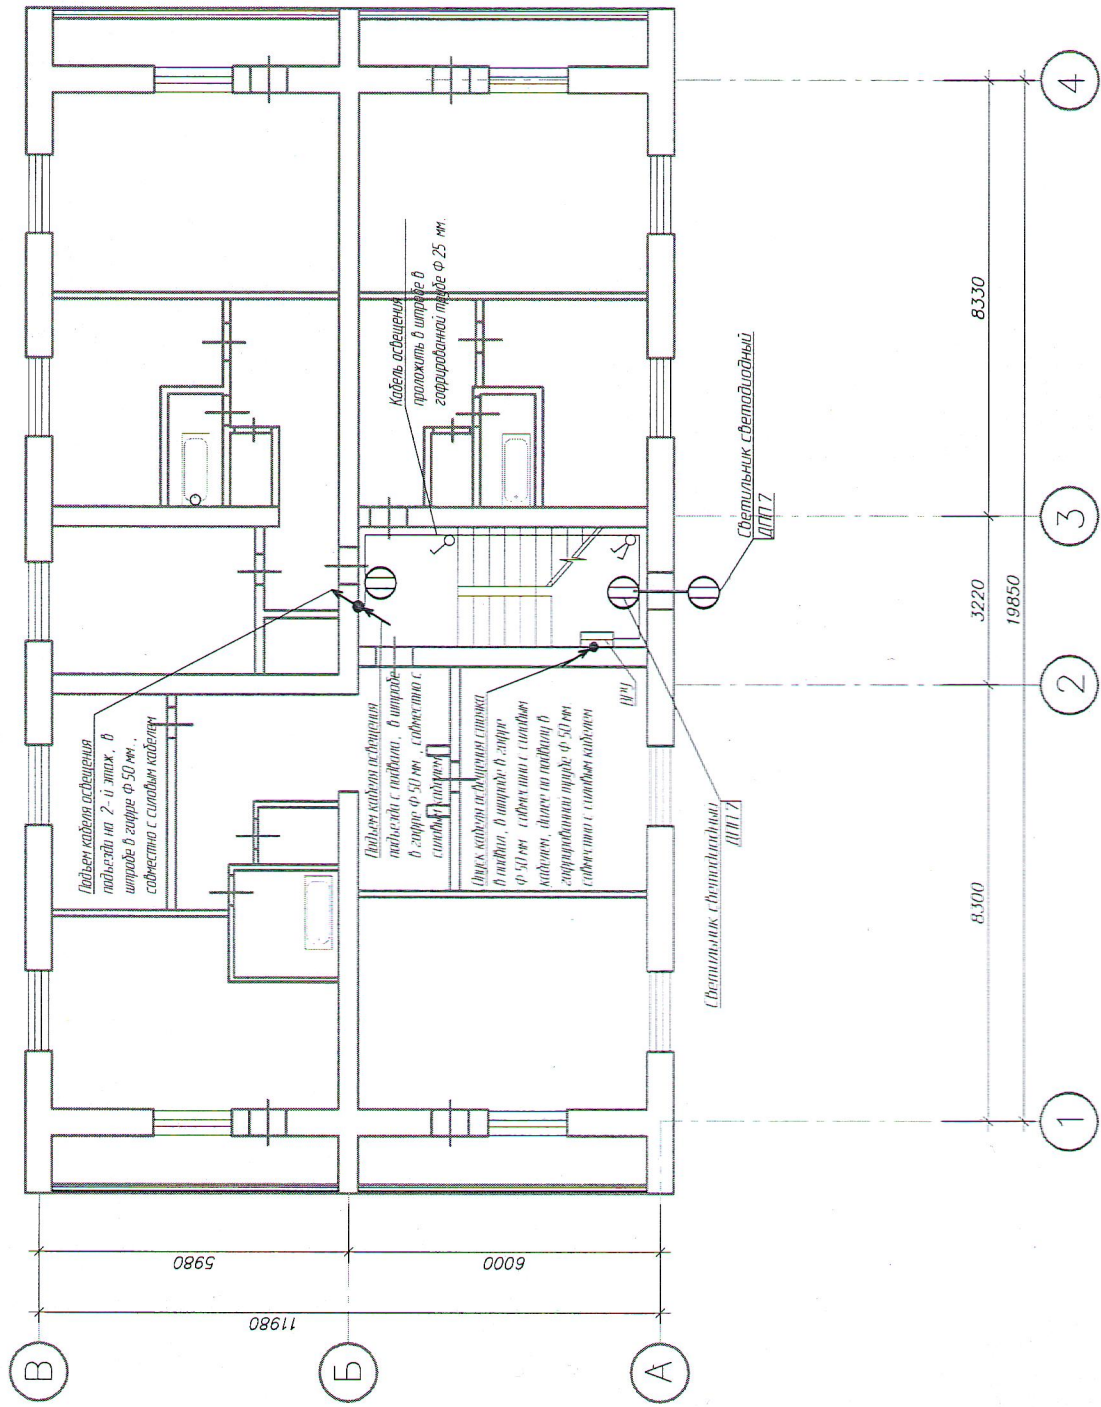 Подъем кабеля освещения
подъезда на 2-й этаж, в
штробе в гофре Ф 50 мм.,
совместно с силовым кабелем
Кабель освещения
проложить в штробе в
гофрированной трубе Ф 25 мм.
Подъем кабеля освещения
подъезда с подвала, в штробе
в гофре Ф 50 мм, совместно с
силовым кабелем
Опуск кабеля освещения
в подвал, в штробе в гофре
Ф 50 мм совместно с силовым
кабелем, далее по подвалу в
гофрированной трубе Ф 50 мм
совместно с силовым кабелем
Светильник светодиодный
ДПП 7
Светильник светодиодный
ДПП 7
8330
3220
8300
19850
5980
6000
11980
В
Б
А
1
2
3
4